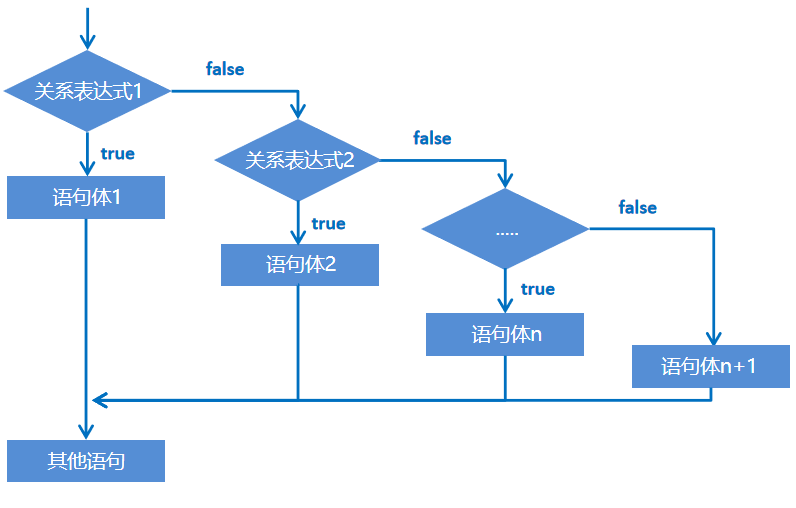 false
关系表达式1
false
true
关系表达式2
语句体1
false
true
.....
语句体2
true
语句体n
语句体n+1
其他语句